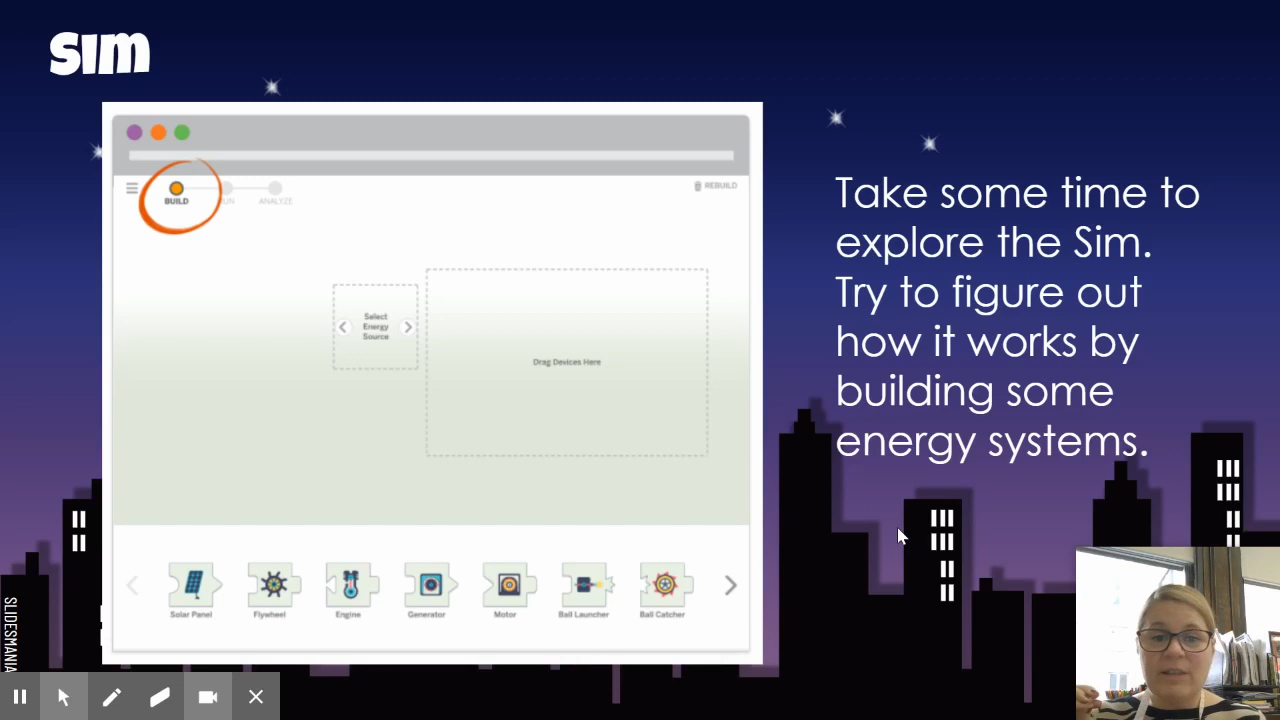 Sim
BUILD
RUN
ANALYZE
REBUILD
Select
Energy
Source
Drag Devices Here
Solar Panel
Flywheel
Engine
Generator
Motor
Ball Launcher
Ball Catcher
Take some time to
explore the Sim.
Try to figure out
how it works by
building some
energy systems.
SLIDESMANIA